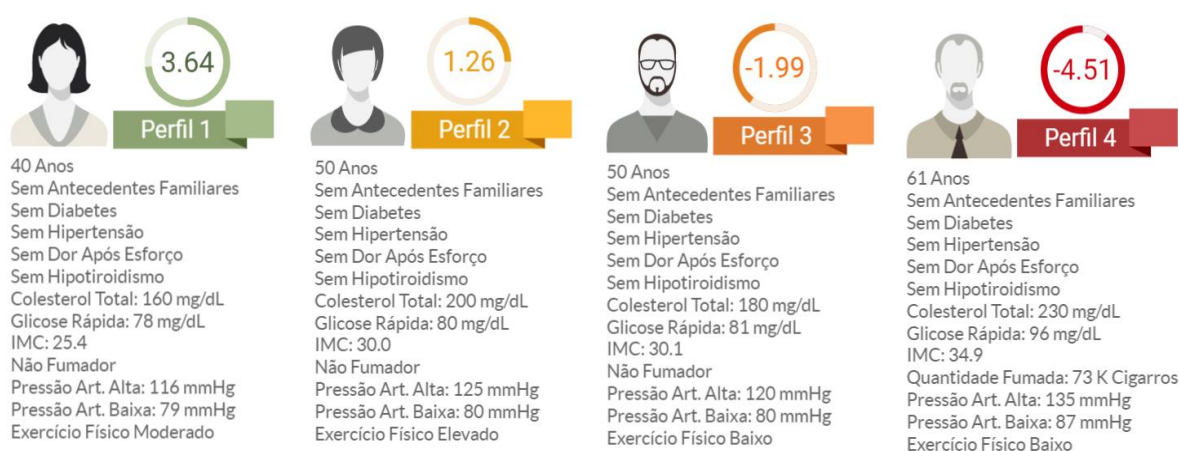 3.64
Perfil 1
40 Anos
Sem Antecedentes Familiares
Sem Diabetes
Sem Hipertensão
Sem Dor Após Esforço
Sem Hipotiroidismo
Colesterol Total: 160 mg/dL
Glicose Rápida: 78 mg/dL
IMC: 25.4
Não Fumador
Pressão Art. Alta: 116 mmHg
Pressão Art. Baixa: 79 mmHg
Exercício Físico Moderado
1.26
Perfil 2
50 Anos
Sem Antecedentes Familiares
Sem Diabetes
Sem Hipertensão
Sem Dor Após Esforço
Sem Hipotiroidismo
Colesterol Total: 200 mg/dL
Glicose Rápida: 80 mg/dL
IMC: 30.0
Não Fumador
Pressão Art. Alta: 125 mmHg
Pressão Art. Baixa: 80 mmHg
Exercício Físico Elevado
-1.99
Perfil 3
50 Anos
Sem Antecedentes Familiares
Sem Diabetes
Sem Hipertensão
Sem Dor Após Esforço
Sem Hipotiroidismo
Colesterol Total: 180 mg/dL
Glicose Rápida: 81 mg/dL
IMC: 30.1
Não Fumador
Pressão Art. Alta: 120 mmHg
Pressão Art. Baixa: 80 mmHg
Exercício Físico Baixo
-4.51
Perfil 4
61 Anos
Sem Antecedentes Familiares
Sem Diabetes
Sem Hipertensão
Sem Dor Após Esforço
Sem Hipotiroidismo
Colesterol Total: 230 mg/dL
Glicose Rápida: 96 mg/dL
IMC: 34.9
Quantidade Fumada: 73 K Cigarros
Pressão Art. Alta: 135 mmHg
Pressão Art. Baixa: 87 mmHg
Exercício Físico Baixo